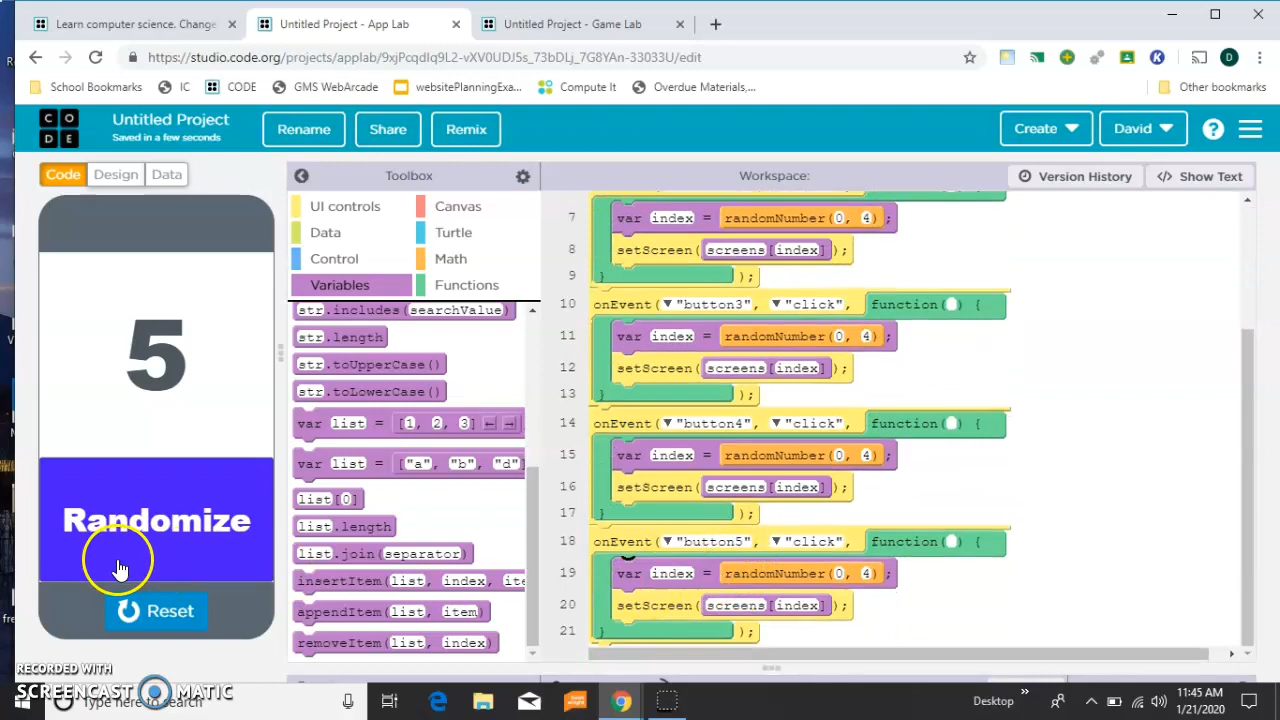 Learn computer science. Change
Untitled Project - App Lab
Untitled Project - Game Lab
https://studio.code.org/projects/applab/9xjPcqdIq9L2-vXV0UDJ5s_73bDLj_7G8YAn-33033U/edit
School Bookmarks
IC
CODE
GMS WebArcade
websitePlanningExa...
Compute It
Overdue Materials,...
Other bookmarks
C O
D E
Untitled Project
Saved in a few seconds
Rename
Share
Remix
Create
David
Code
Design
Data
Toolbox
Workspace:
Version History
Show Text
UI controls
Canvas
Data
Turtle
Control
Math
Variables
Functions
str.includes(searchValue)
str.length
str.toUpperCase()
str.toLowerCase()
var list = [1, 2, 3]
var list = ["a", "b", "d"]
list[0]
list.length
list.join(separator)
insertItem(list, index, ite
appendItem(list, item)
removeItem(list, index)
7 var index = randomNumber(0, 4);
8 setScreen(screens[index]);
9 } );
10 onEvent("button3", "click", function() {
11 var index = randomNumber(0, 4);
12 setScreen(screens[index]);
13 } );
14 onEvent("button4", "click", function() {
15 var index = randomNumber(0, 4);
16 setScreen(screens[index]);
17 } );
18 onEvent("button5", "click", function() {
19 var index = randomNumber(0, 4);
20 setScreen(screens[index]);
21 } );
5
Randomize
Reset
RECORDED WITH
SCREENCAST MATIC
Type here to search
Desktop
11:45 AM
1/21/2020